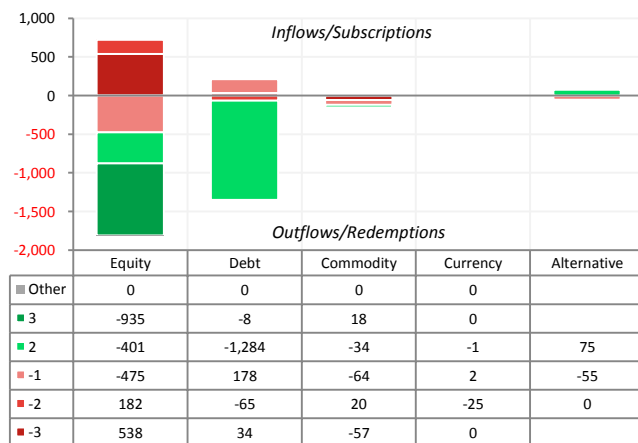 1,000
Inflows/Subscriptions
500
0
-500
-1,000
-1,500
Outflows/Redemptions
-2,000
Equity Debt Commodity Currency Alternative
Other 0 0 0 0
3 -935 -8 18 0
2 -401 -1,284 -34 -1 75
-1 -475 178 -64 2 -55
-2 182 -65 20 -25 0
-3 538 34 -57 0